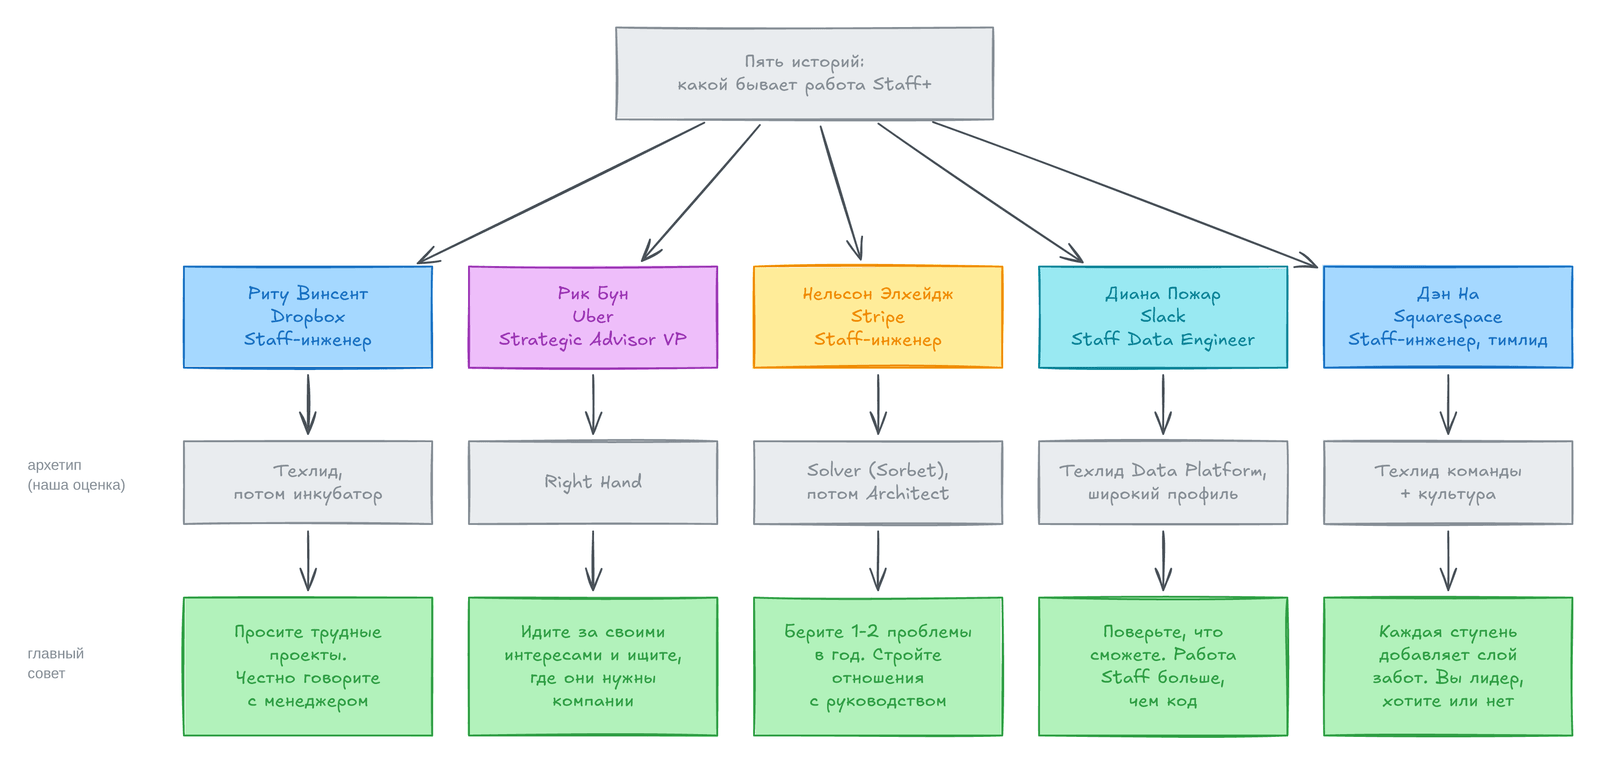 Пять историй:
какой бывает работа Staff+
Риту Винсент
Dropbox
Staff-инженер
Рик Бун
Uber
Strategic Advisor VP
Нельсон Элхейдж
Stripe
Staff-инженер
Диана Пожар
Slack
Staff Data Engineer
Дэн На
Squarespace
Staff-инженер, тимлид
архетип
(наша оценка)
Техлид,
потом инкубатор
Right Hand
Solver (Sorbet),
потом Architect
Техлид Data Platform,
широкий профиль
Техлид команды
+ культура
главный
совет
Просите трудные
проекты.
Честно говорите
с менеджером
Идите за своими
интересами и ищите,
где они нужны
компании
Берите 1-2 проблемы
в год. Стройте
отношения
с руководством
Поверьте, что
сможете. Работа
Staff больше,
чем код
Каждая ступень
добавляет слой
забот. Вы лидер,
хотите или нет